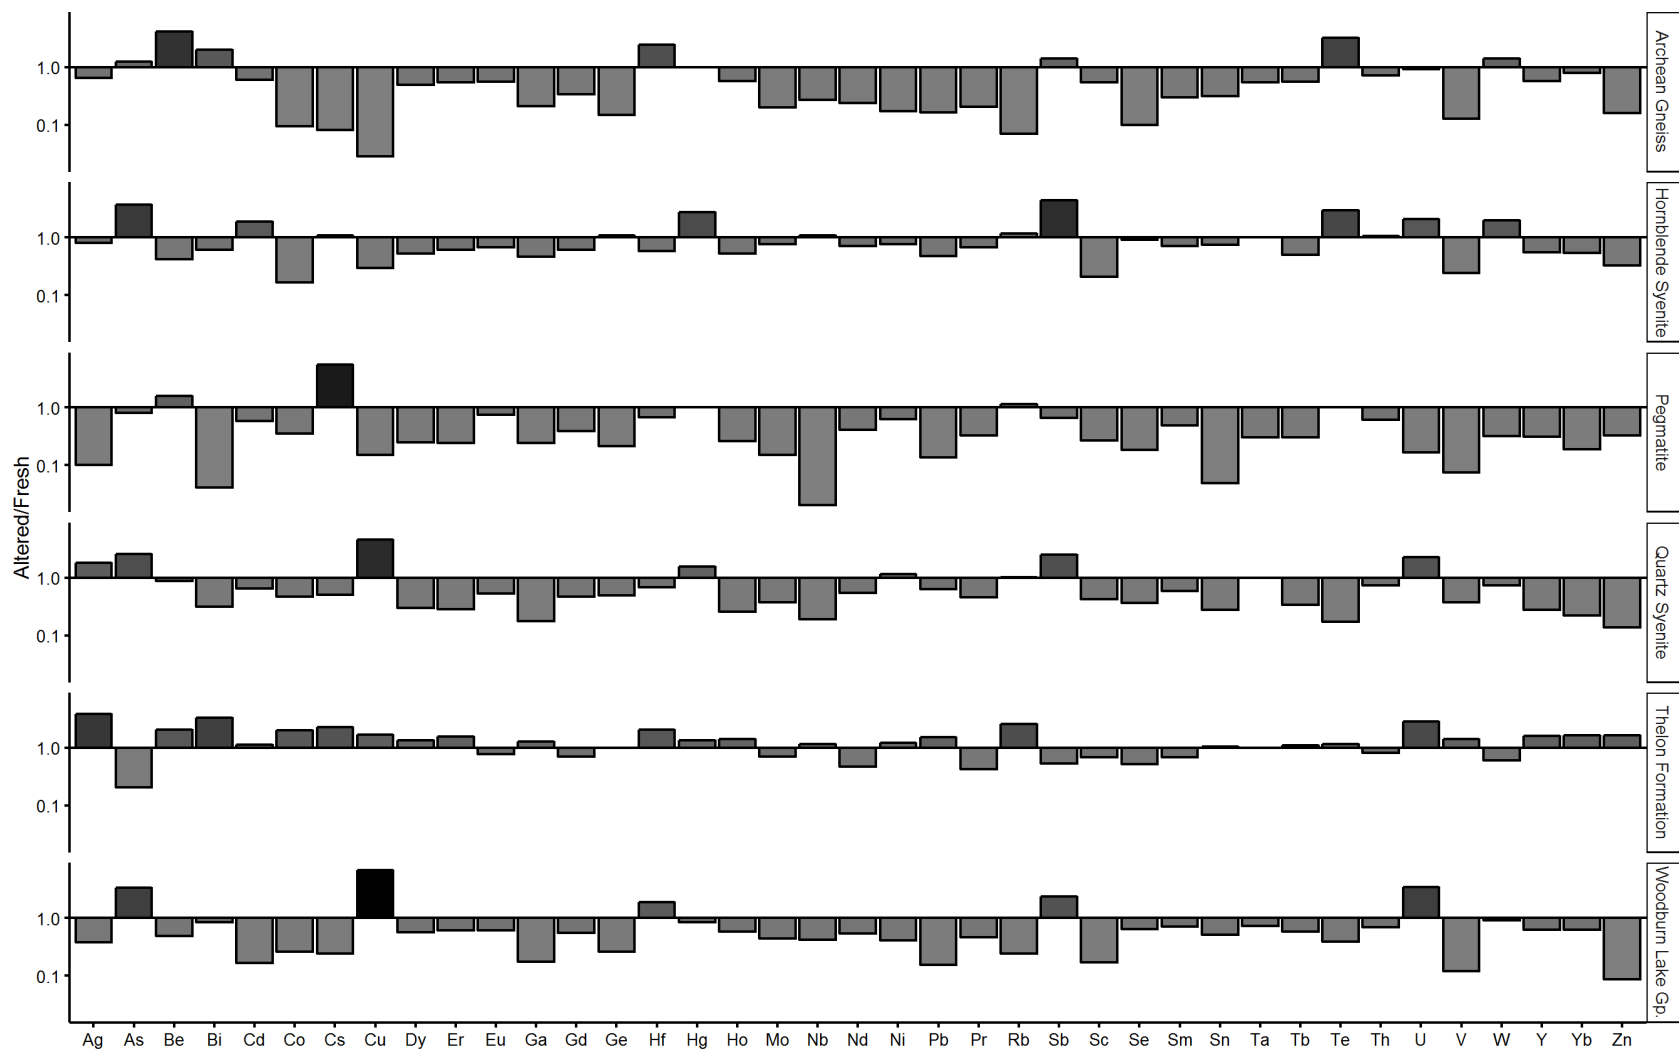 Altered/Fresh
1.0
0.1
Archean Gneiss
1.0
0.1
Hornblende Syenite
1.0
0.1
Pegmatite
1.0
0.1
Quartz Syenite
1.0
0.1
Thelon Formation
1.0
0.1
Woodburn Lake Gp.
Ag As Be Bi Cd Co Cs Cu Dy Er Eu Ga Gd Ge Hf Hg Ho Mo Nb Nd Ni Pb Pr Rb Sb Sc Se Sm Sn Ta Tb Te Th U V W Y Yb Zn